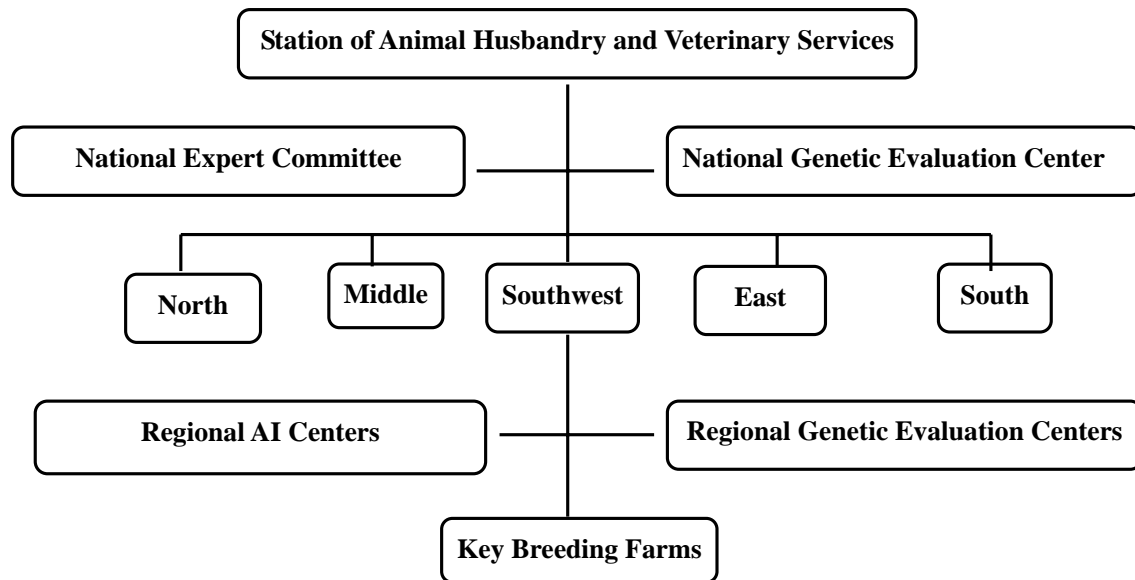 Station of Animal Husbandry and Veterinary Services
National Expert Committee
National Genetic Evaluation Center
North
Middle
Southwest
East
South
Regional AI Centers
Regional Genetic Evaluation Centers
Key Breeding Farms